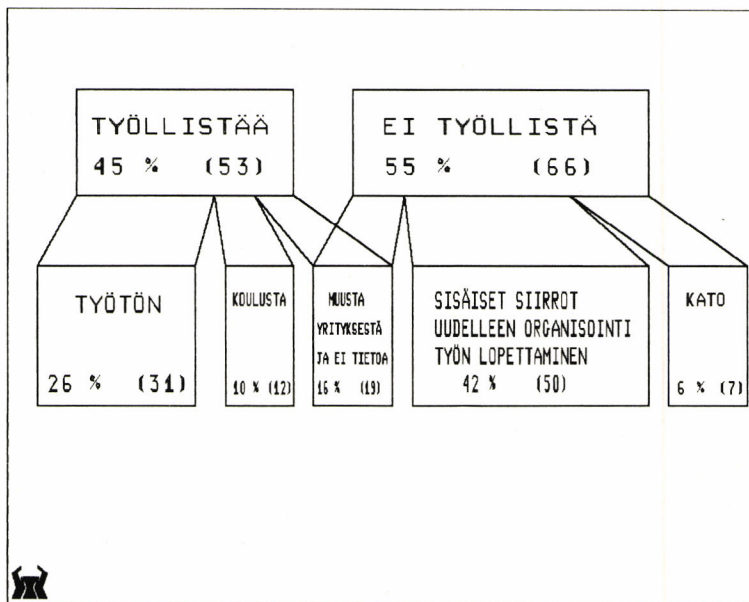 TYÖLLISTÄÄ
45 % (53)
EI TYÖLLISTÄ
55 % (66)
TYÖTÖN
26 % (31)
KOULUSTA
10 % (12)
MUUSTA
YRITYKSESTÄ
JA EI TIETOA
16 % (19)
SISÄISET SIIRROT
UUDELLEEN ORGANISOINTI
TYÖN LOPETTAMINEN
42 % (50)
KATO
6 % (7)